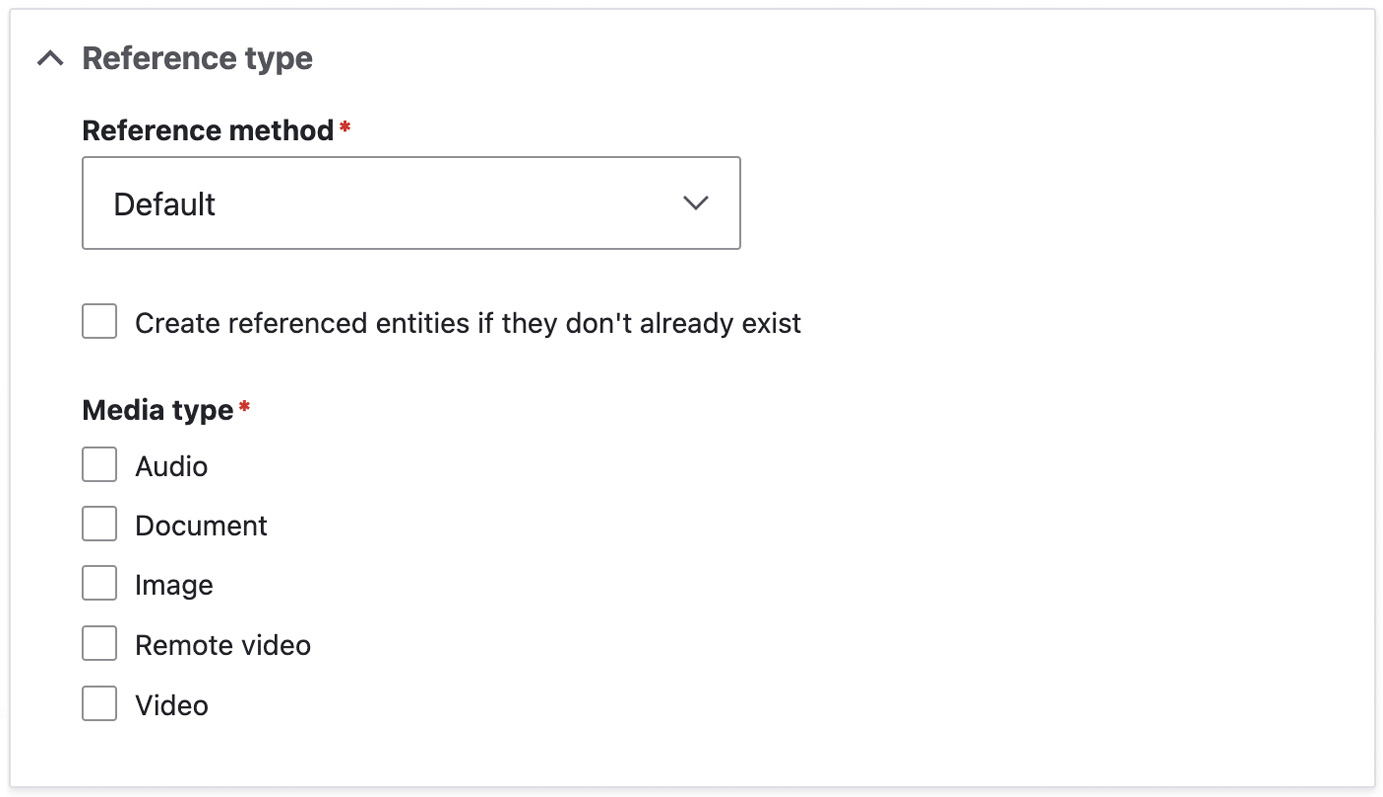 Reference type
Reference method*
Default
Create referenced entities if they don't already exist
Media type*
Audio
Document
Image
Remote video
Video